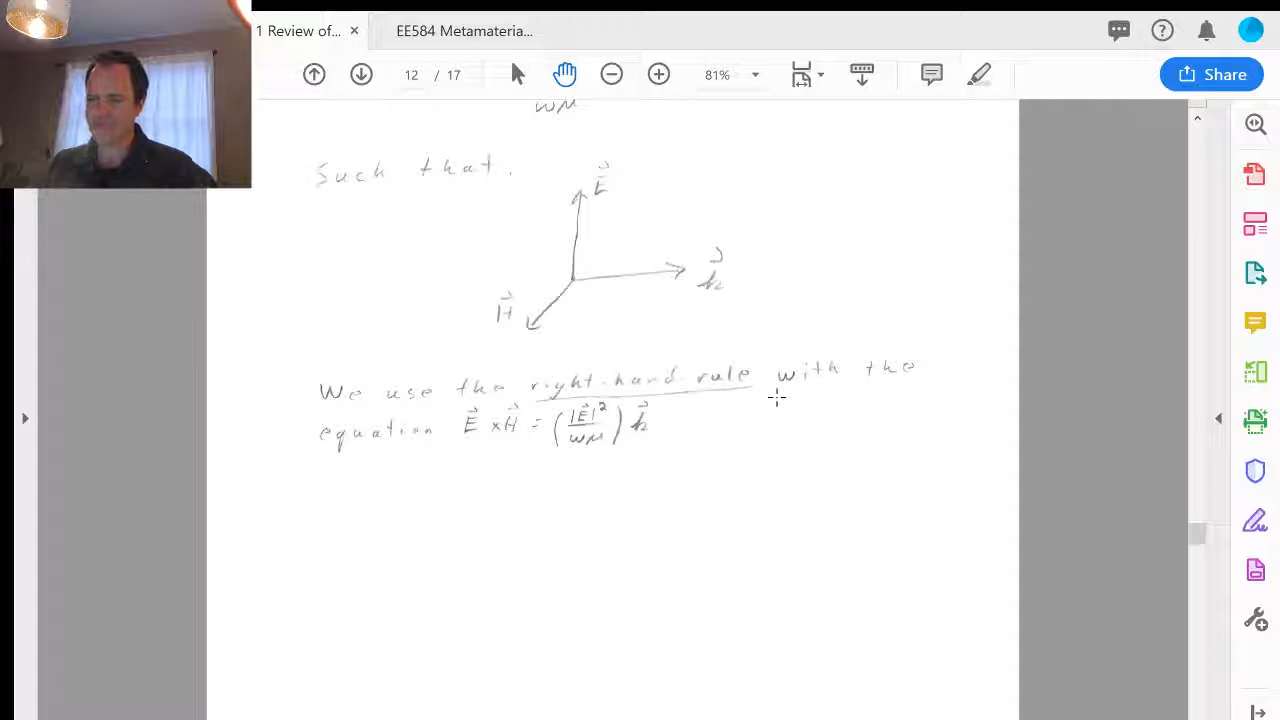 1 Review of...
EE584 Metamateria...
12 / 17
81%
Share
ωμ
Such that.
E⃗
k⃗
H⃗
We use the right-hand-rule with the
equation E⃗ × H⃗ = (|E⃗|²/ωμ) k⃗